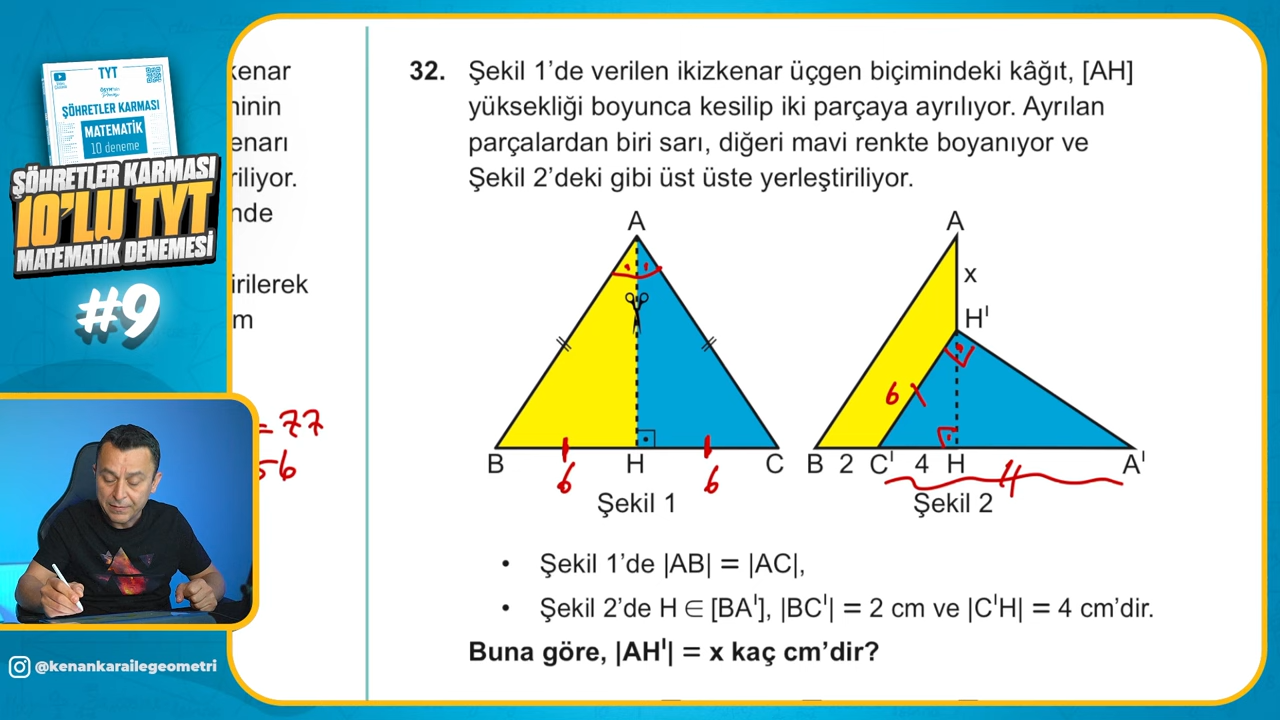 TYT
ŞÖHRETLER KARMASI
MATEMATİK
10 deneme
ŞÖHRETLER KARMASI
10'LU TYT
MATEMATİK DENEMESİ
#9
@kenankarailegeometri
kenar
inin
enarı
riliyor.
nde
irilerek
m
= 77
56
32. Şekil 1'de verilen ikizkenar üçgen biçimindeki kâğıt, [AH]
yüksekliği boyunca kesilip iki parçaya ayrılıyor. Ayrılan
parçalardan biri sarı, diğeri mavi renkte boyanıyor ve
Şekil 2'deki gibi üst üste yerleştiriliyor.
A
B H C
6 6
Şekil 1
A
x
H'
6
B 2 C' 4 H A'
Şekil 2
• Şekil 1'de |AB| = |AC|,
• Şekil 2'de H ∈ [BA'], |BC'| = 2 cm ve |C'H| = 4 cm'dir.
Buna göre, |AH'| = x kaç cm'dir?